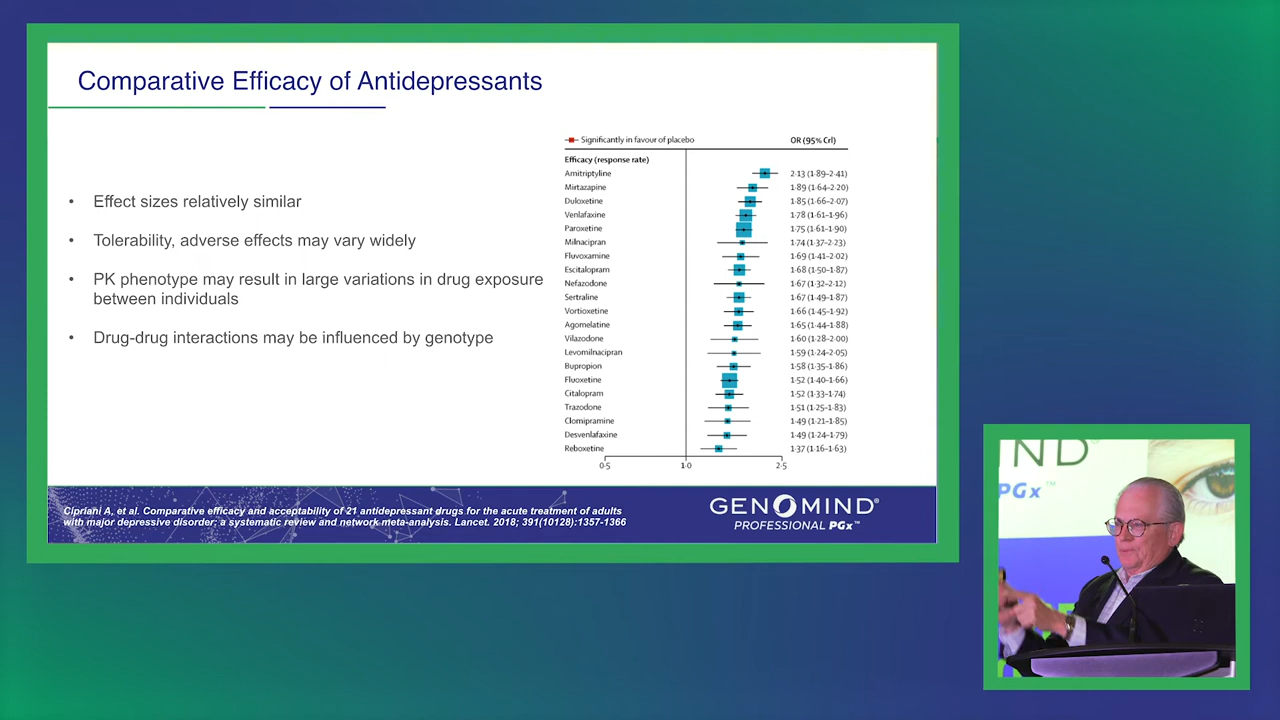 Comparative Efficacy of Antidepressants
• Effect sizes relatively similar
• Tolerability, adverse effects may vary widely
• PK phenotype may result in large variations in drug exposure
between individuals
• Drug-drug interactions may be influenced by genotype
Significantly in favour of placebo OR (95% CrI)
Efficacy (response rate)
Amitriptyline 2·13 (1·89–2·41)
Mirtazapine 1·89 (1·64–2·20)
Duloxetine 1·85 (1·66–2·07)
Venlafaxine 1·78 (1·61–1·96)
Paroxetine 1·75 (1·61–1·90)
Milnacipran 1·74 (1·37–2·23)
Fluvoxamine 1·69 (1·41–2·02)
Escitalopram 1·68 (1·50–1·87)
Nefazodone 1·67 (1·32–2·12)
Sertraline 1·67 (1·49–1·87)
Vortioxetine 1·66 (1·45–1·92)
Agomelatine 1·65 (1·44–1·88)
Vilazodone 1·60 (1·28–2·00)
Levomilnacipran 1·59 (1·24–2·05)
Bupropion 1·58 (1·35–1·86)
Fluoxetine 1·52 (1·40–1·66)
Citalopram 1·52 (1·33–1·74)
Trazodone 1·51 (1·25–1·83)
Clomipramine 1·49 (1·21–1·85)
Desvenlafaxine 1·49 (1·24–1·79)
Reboxetine 1·37 (1·16–1·63)
0·5 1·0 2·5
Cipriani A, et al. Comparative efficacy and acceptability of 21 antidepressant drugs for the acute treatment of adults
with major depressive disorder; a systematic review and network meta-analysis. Lancet. 2018; 391(10128):1357-1366
GENOMIND®
PROFESSIONAL PGx™
IND
PGx™